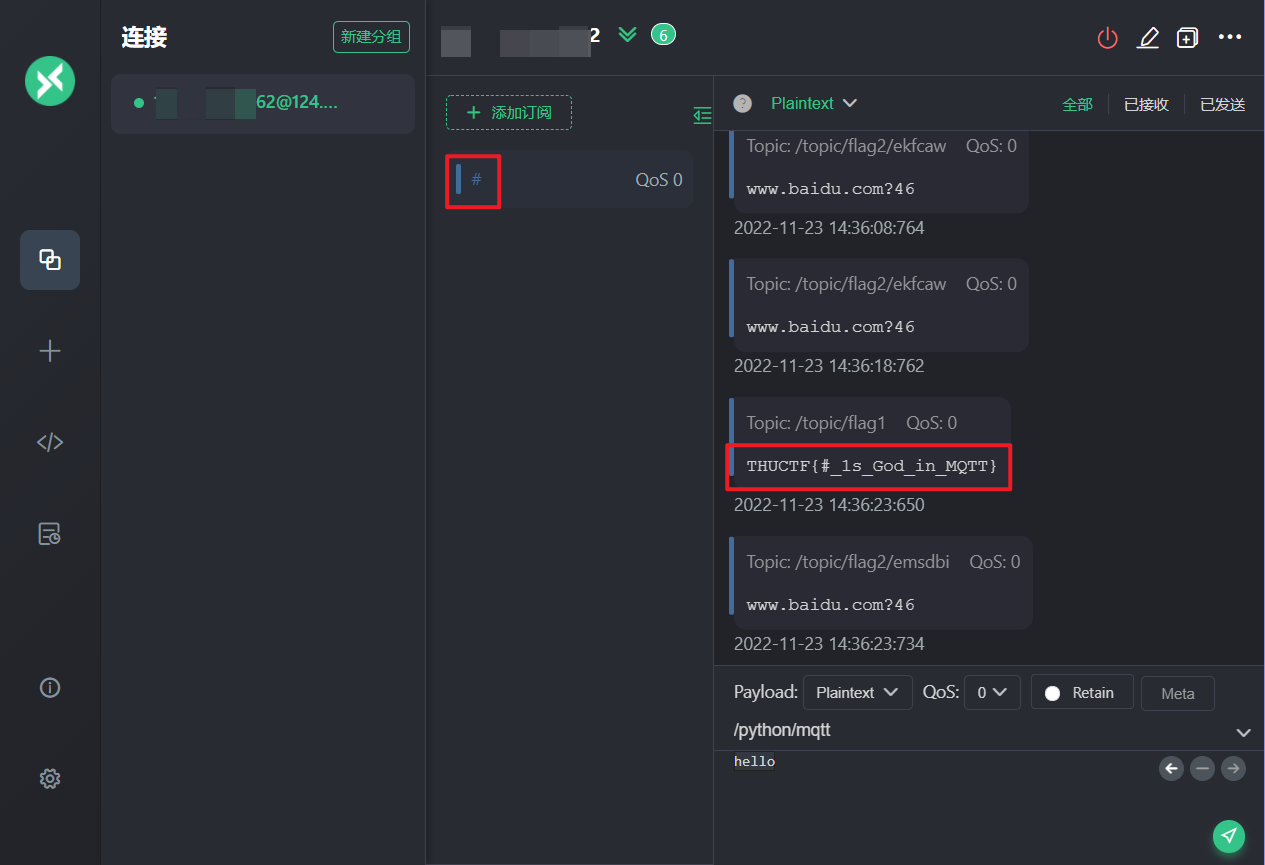 连接
新建分组
62@124....
2
6
添加订阅
#
QoS 0
Plaintext
全部
已接收
已发送
Topic: /topic/flag2/ekfcaw QoS: 0
www.baidu.com?46
2022-11-23 14:36:08:764
Topic: /topic/flag2/ekfcaw QoS: 0
www.baidu.com?46
2022-11-23 14:36:18:762
Topic: /topic/flag1 QoS: 0
THUCTF{#_1s_God_in_MQTT}
2022-11-23 14:36:23:650
Topic: /topic/flag2/emsdbi QoS: 0
www.baidu.com?46
2022-11-23 14:36:23:734
Payload: Plaintext QoS: 0 Retain Meta
/python/mqtt
hello